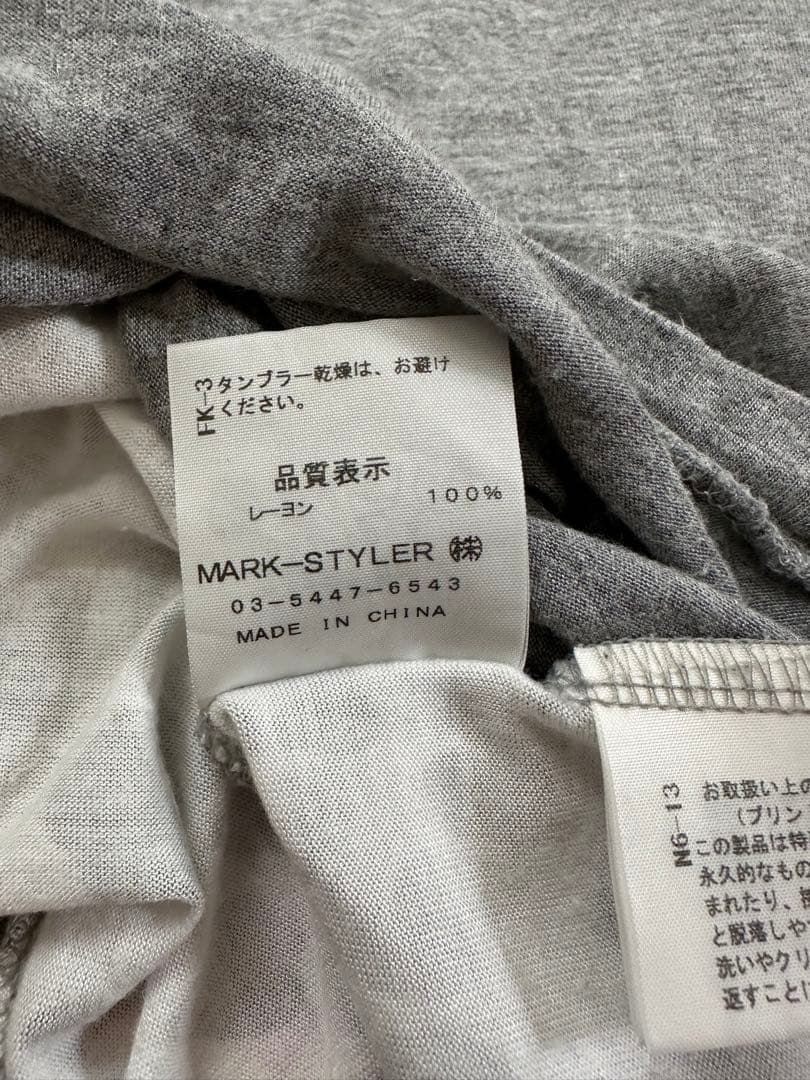 FK-3
タンブラー乾燥は、お避け
ください。
品質表示
レーヨン 100%
MARK-STYLER ㈱
03-5447-6543
MADE IN CHINA
N6-13
お取扱い上の
(プリン
この製品は特
永久的なもの
まれたり、
と脱落しや
洗いやクリ
返すことに